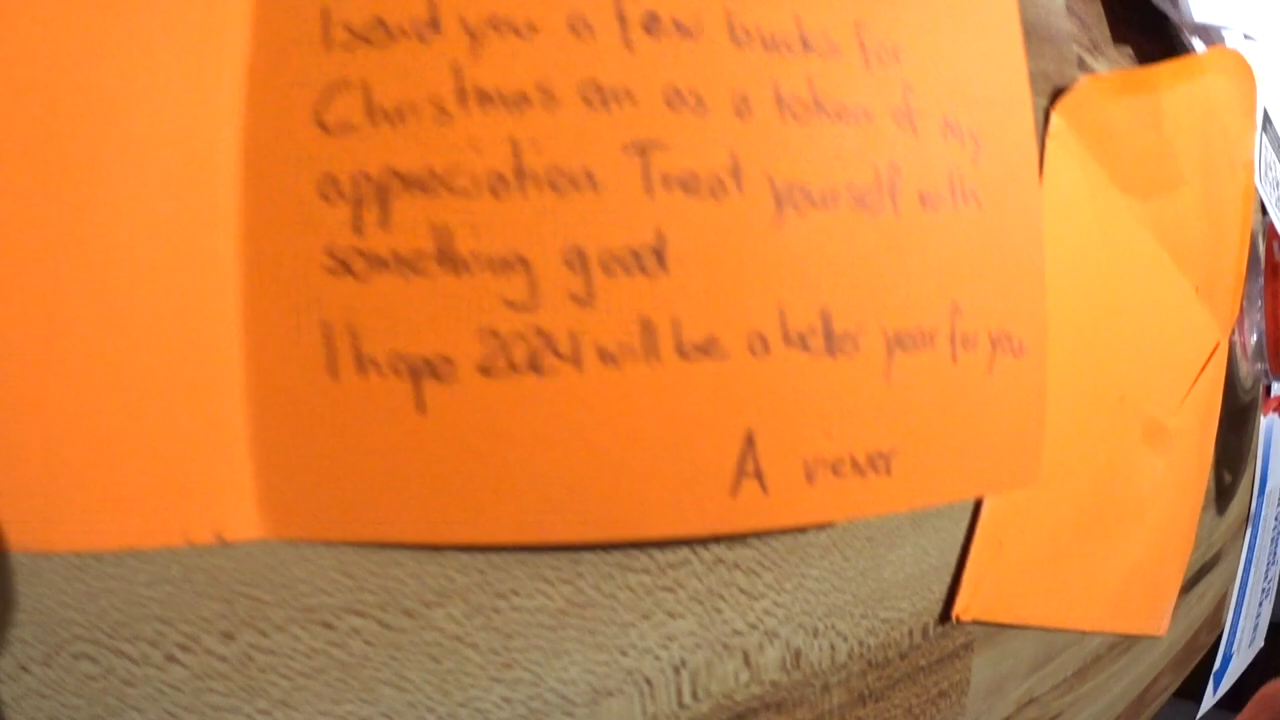 you a few bucks for
Christmas an as a token of my
appreciation Treat yourself with
something good
I hope 2024 will be a better year for you
A viewer